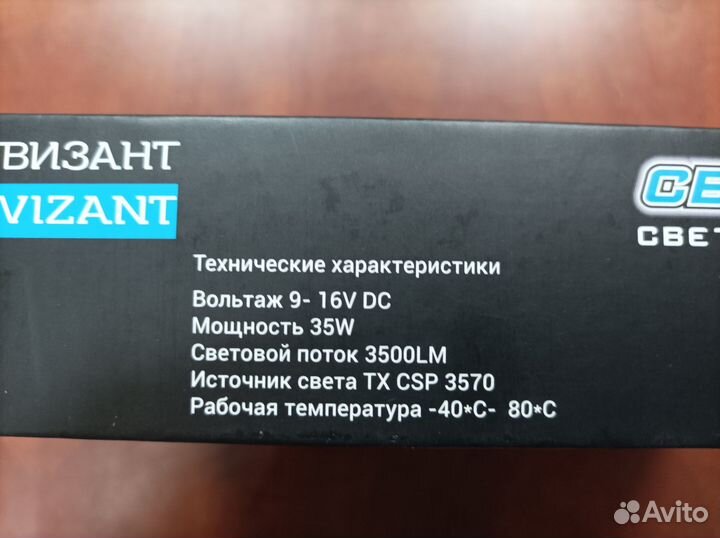 ВИЗАНТ
VIZANT
Технические характеристики
Вольтаж 9- 16V DC
Мощность 35W
Световой поток 3500LM
Источник света TX CSP 3570
Рабочая температура -40*C- 80*C
Avito